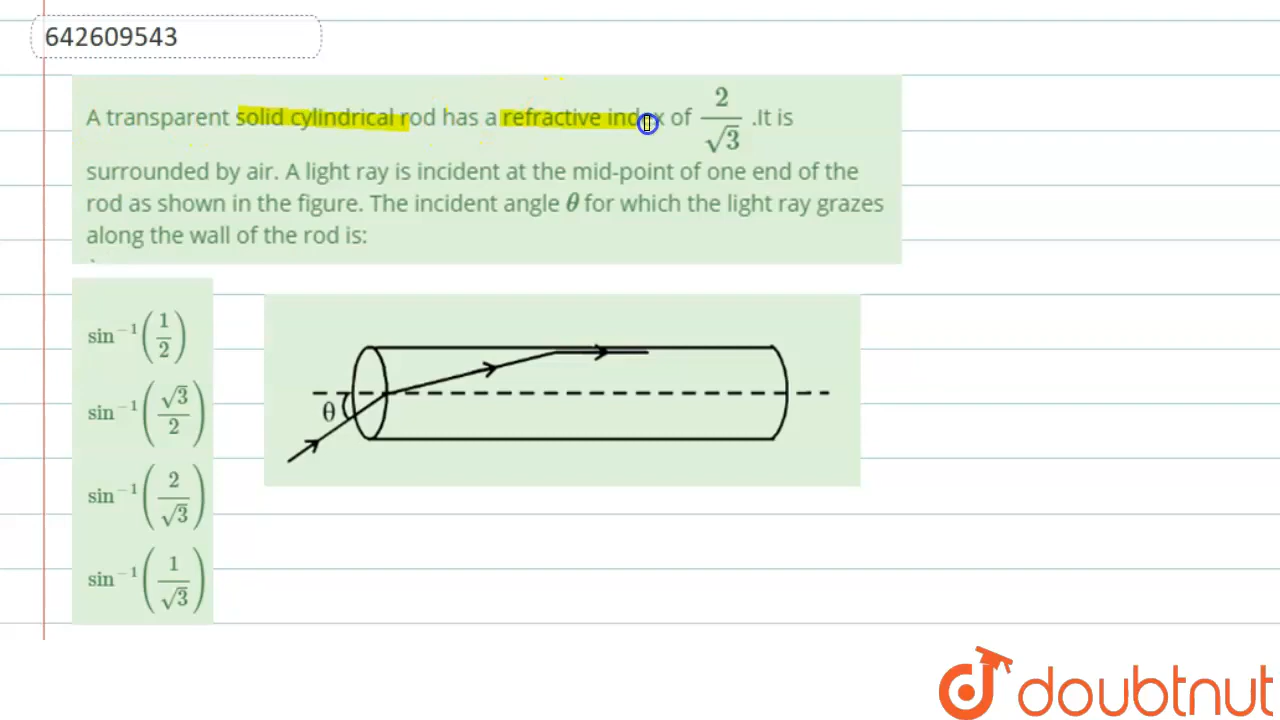 642609543
A transparent solid cylindrical rod has a refractive index of 2/√3 .It is
surrounded by air. A light ray is incident at the mid-point of one end of the
rod as shown in the figure. The incident angle θ for which the light ray grazes
along the wall of the rod is:
sin⁻¹(1/2)
sin⁻¹(√3/2)
sin⁻¹(2/√3)
sin⁻¹(1/√3)
θ
doubtnut